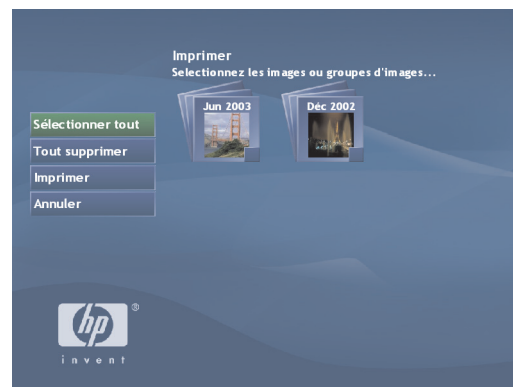 Imprimer
Selectionnez les images ou groupes d'images...
Jun 2003
Déc 2002
Sélectionner tout
Tout supprimer
Imprimer
Annuler
hp
®
invent